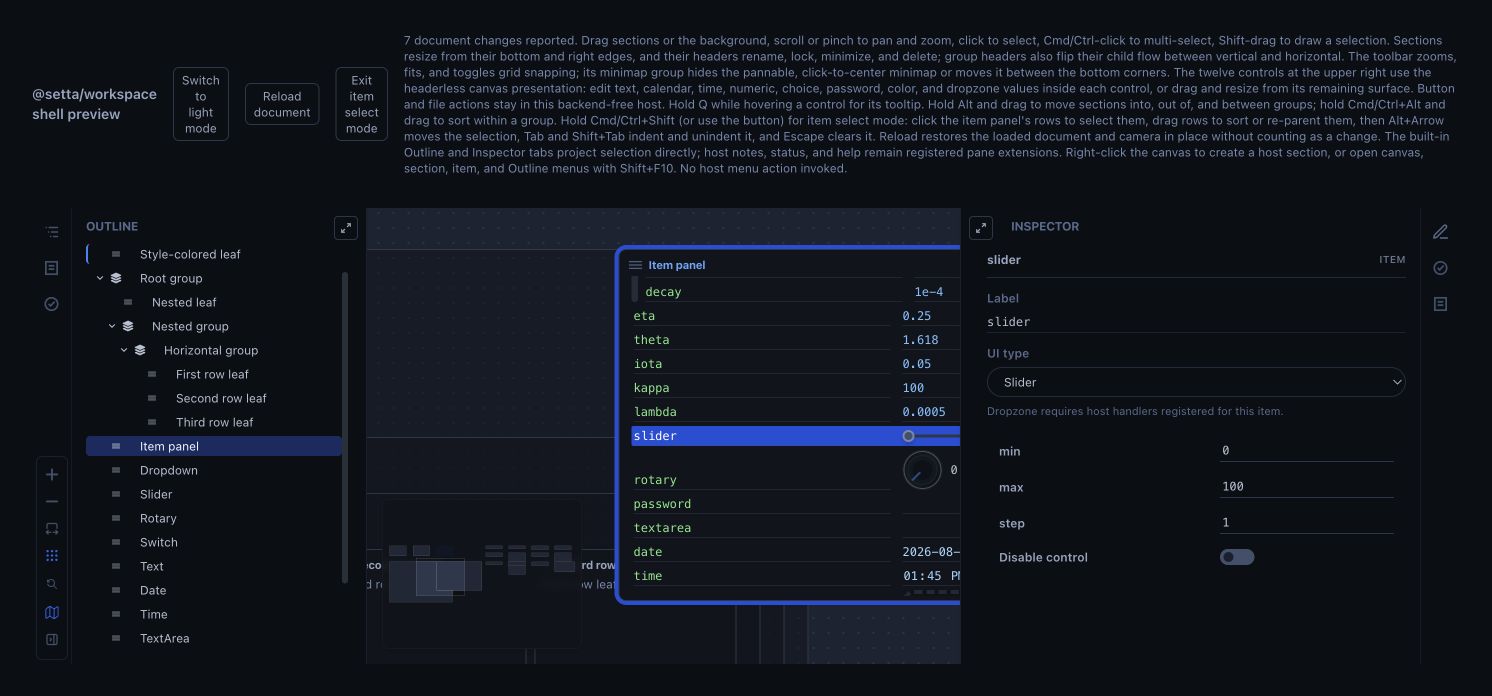 @setta/workspace
shell preview
Switch
to
light
mode
Reload
document
Exit
item
select
mode
7 document changes reported. Drag sections or the background, scroll or pinch to pan and zoom, click to select, Cmd/Ctrl-click to multi-select, Shift-drag to draw a selection. Sections
resize from their bottom and right edges, and their headers rename, lock, minimize, and delete; group headers also flip their child flow between vertical and horizontal. The toolbar zooms,
fits, and toggles grid snapping; its minimap group hides the pannable, click-to-center minimap or moves it between the bottom corners. The twelve controls at the upper right use the
headerless canvas presentation: edit text, calendar, time, numeric, choice, password, color, and dropzone values inside each control, or drag and resize from its remaining surface. Button
and file actions stay in this backend-free host. Hold Q while hovering a control for its tooltip. Hold Alt and drag to move sections into, out of, and between groups; hold Cmd/Ctrl+Alt and
drag to sort within a group. Hold Cmd/Ctrl+Shift (or use the button) for item select mode: click the item panel's rows to select them, drag rows to sort or re-parent them, then Alt+Arrow
moves the selection, Tab and Shift+Tab indent and unindent it, and Escape clears it. Reload restores the loaded document and camera in place without counting as a change. The built-in
Outline and Inspector tabs project selection directly; host notes, status, and help remain registered pane extensions. Right-click the canvas to create a host section, or open canvas,
section, item, and Outline menus with Shift+F10. No host menu action invoked.
OUTLINE
Style-colored leaf
Root group
Nested leaf
Nested group
Horizontal group
First row leaf
Second row leaf
Third row leaf
Item panel
Dropdown
Slider
Rotary
Switch
Text
Date
Time
TextArea
Item panel
decay 1e-4
eta 0.25
theta 1.618
iota 0.05
kappa 100
lambda 0.0005
slider
rotary 0
password
textarea
date 2026-08-
time 01:45 PM
eco
rd row
d r
w lea
INSPECTOR
slider ITEM
Label
slider
UI type
Slider
Dropzone requires host handlers registered for this item.
min 0
max 100
step 1
Disable control